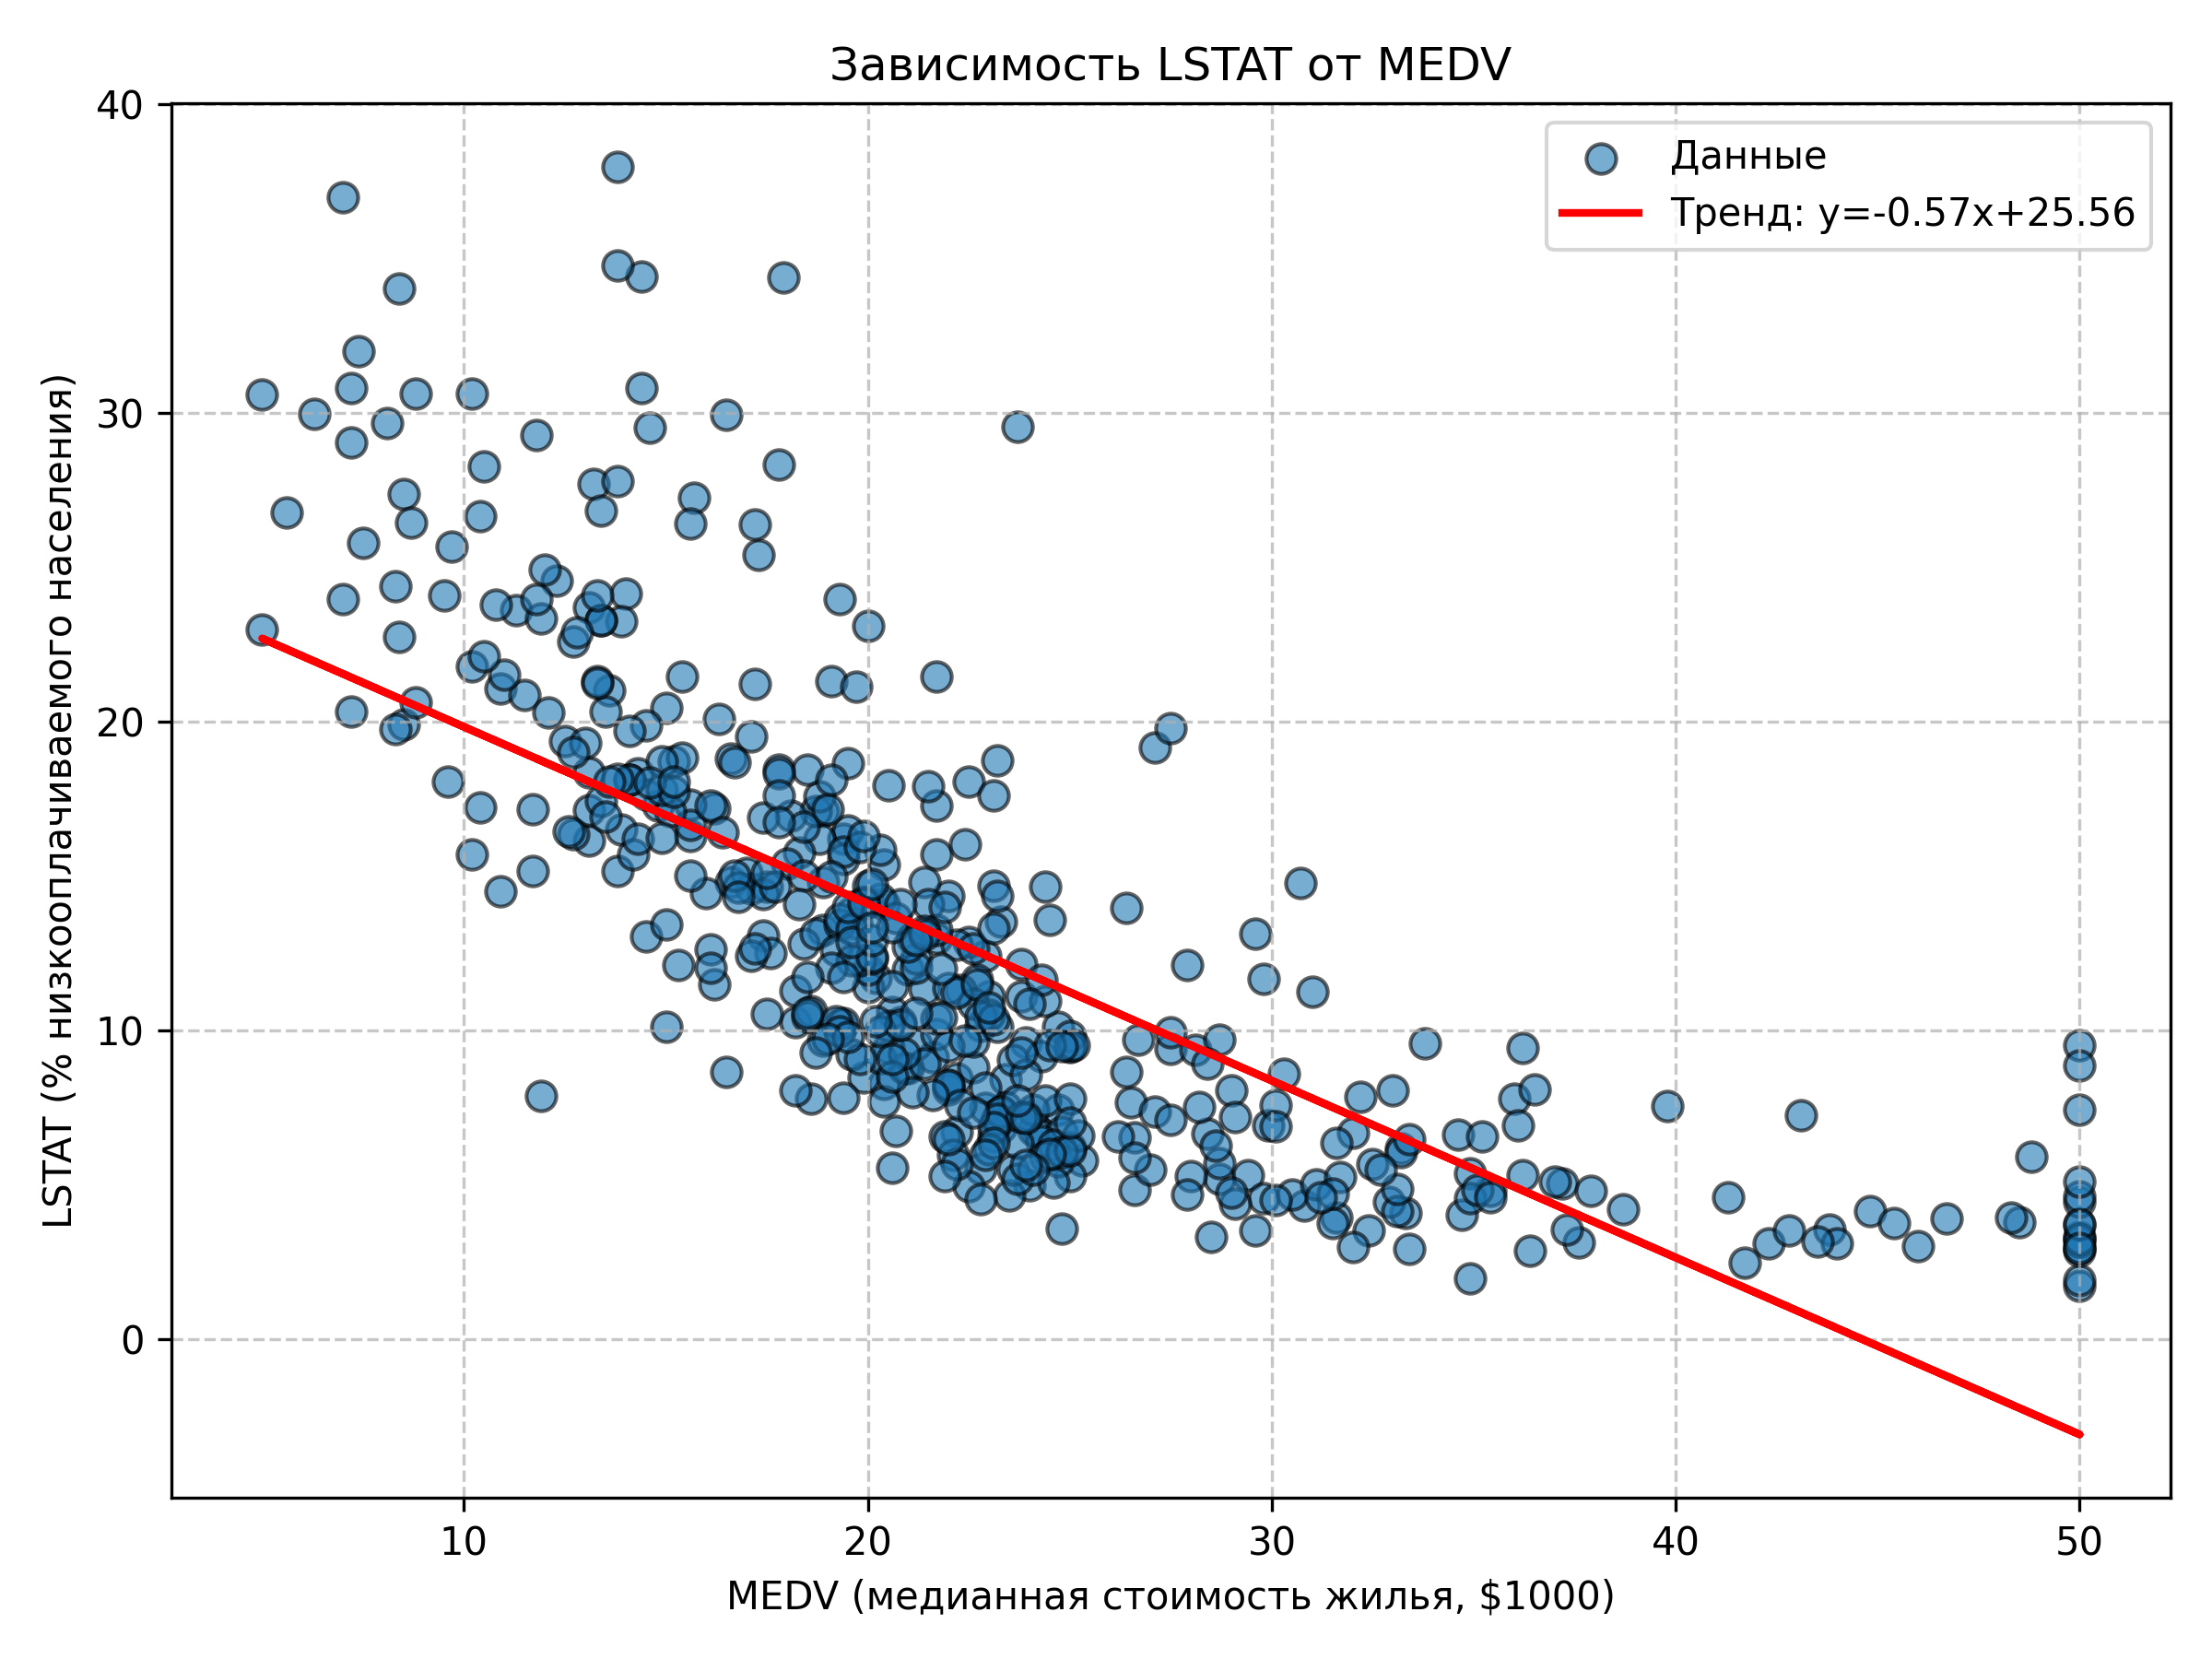 Зависимость LSTAT от MEDV
Данные
Тренд: y=-0.57x+25.56
LSTAT (% низкооплачиваемого населения)
40
30
20
10
0
10 20 30 40 50
MEDV (медианная стоимость жилья, $1000)